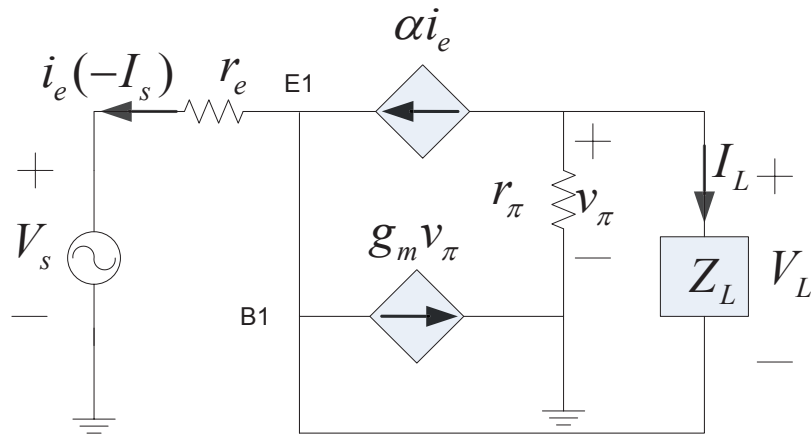 αi_e
i_e(−I_s)
r_e
E1
+
+
I_L
+
r_π
v_π
V_s
g_m v_π
−
Z_L
V_L
−
B1
−